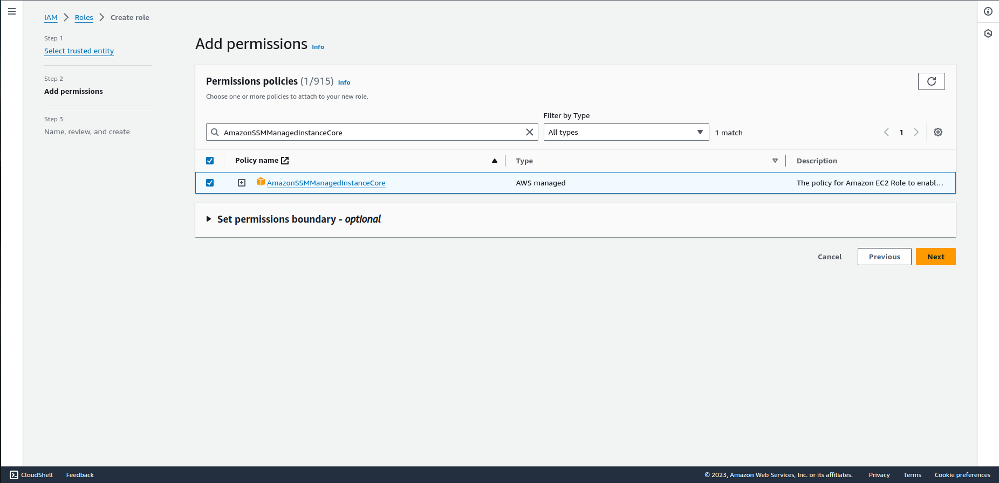 IAM > Roles > Create role
Step 1
Select trusted entity
Step 2
Add permissions
Step 3
Name, review, and create
Add permissions Info
Permissions policies (1/915) Info
Choose one or more policies to attach to your new role.
Filter by Type
AmazonSSMManagedInstanceCore All types 1 match 1
Policy name Type Description
AmazonSSMManagedInstanceCore AWS managed The policy for Amazon EC2 Role to enabl...
Set permissions boundary - optional
Cancel Previous Next
CloudShell Feedback © 2023, Amazon Web Services, Inc. or its affiliates. Privacy Terms Cookie preferences